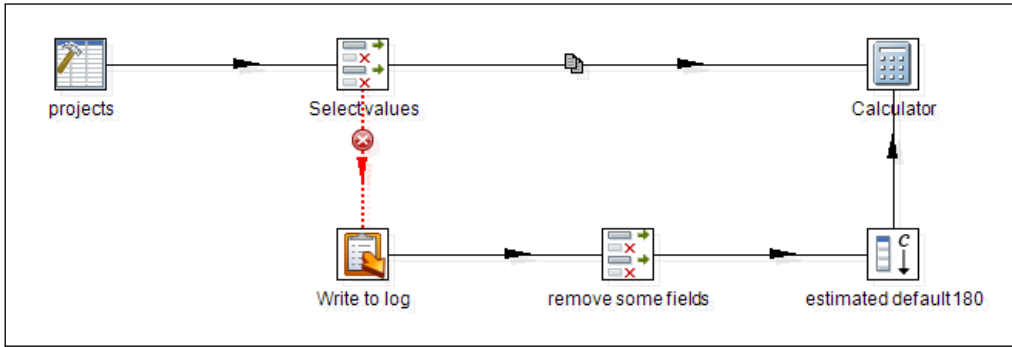 projects
Select values
Calculator
Write to log
remove some fields
estimated default 180
C